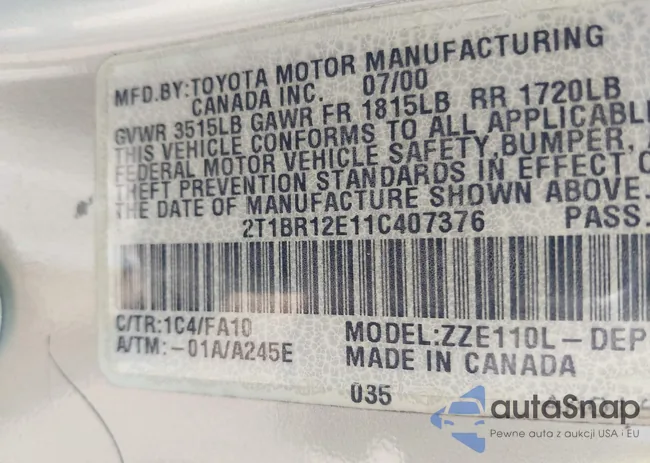 MFD.BY:TOYOTA MOTOR MANUFACTURING
CANADA INC. 07/00
GVWR 3515LB GAWR FR 1815LB RR 1720LB
THIS VEHICLE CONFORMS TO ALL APPLICABL
FEDERAL MOTOR VEHICLE SAFETY,BUMPER,
THEFT PREVENTION STANDARDS IN EFFECT
THE DATE OF MANUFACTURE SHOWN ABOVE.
2T1BR12E11C407376 PASS.
C/TR:1C4/FA10
A/TM:-01A/A245E
MODEL:ZZE110L-DEP
MADE IN CANADA
035
autaSnap
Pewne auto z aukcji USA i EU